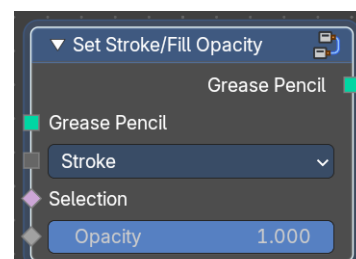 Set Stroke/Fill Opacity
Grease Pencil
Grease Pencil
Stroke
Selection
Opacity 1.000